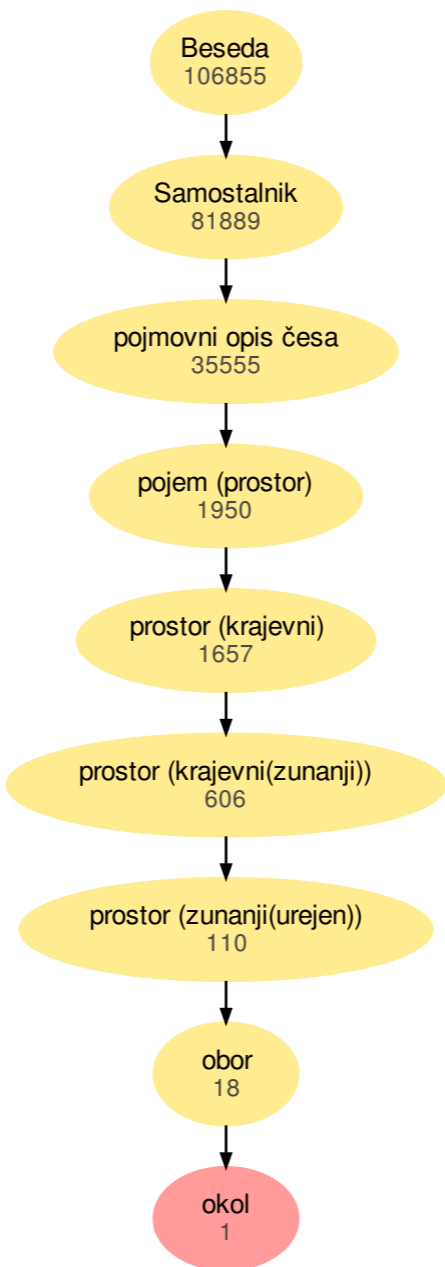 Beseda
106855
Samostalnik
81889
pojmovni opis česa
35555
pojem (prostor)
1950
prostor (krajevni)
1657
prostor (krajevni(zunanji))
606
prostor (zunanji(urejen))
110
obor
18
okol
1